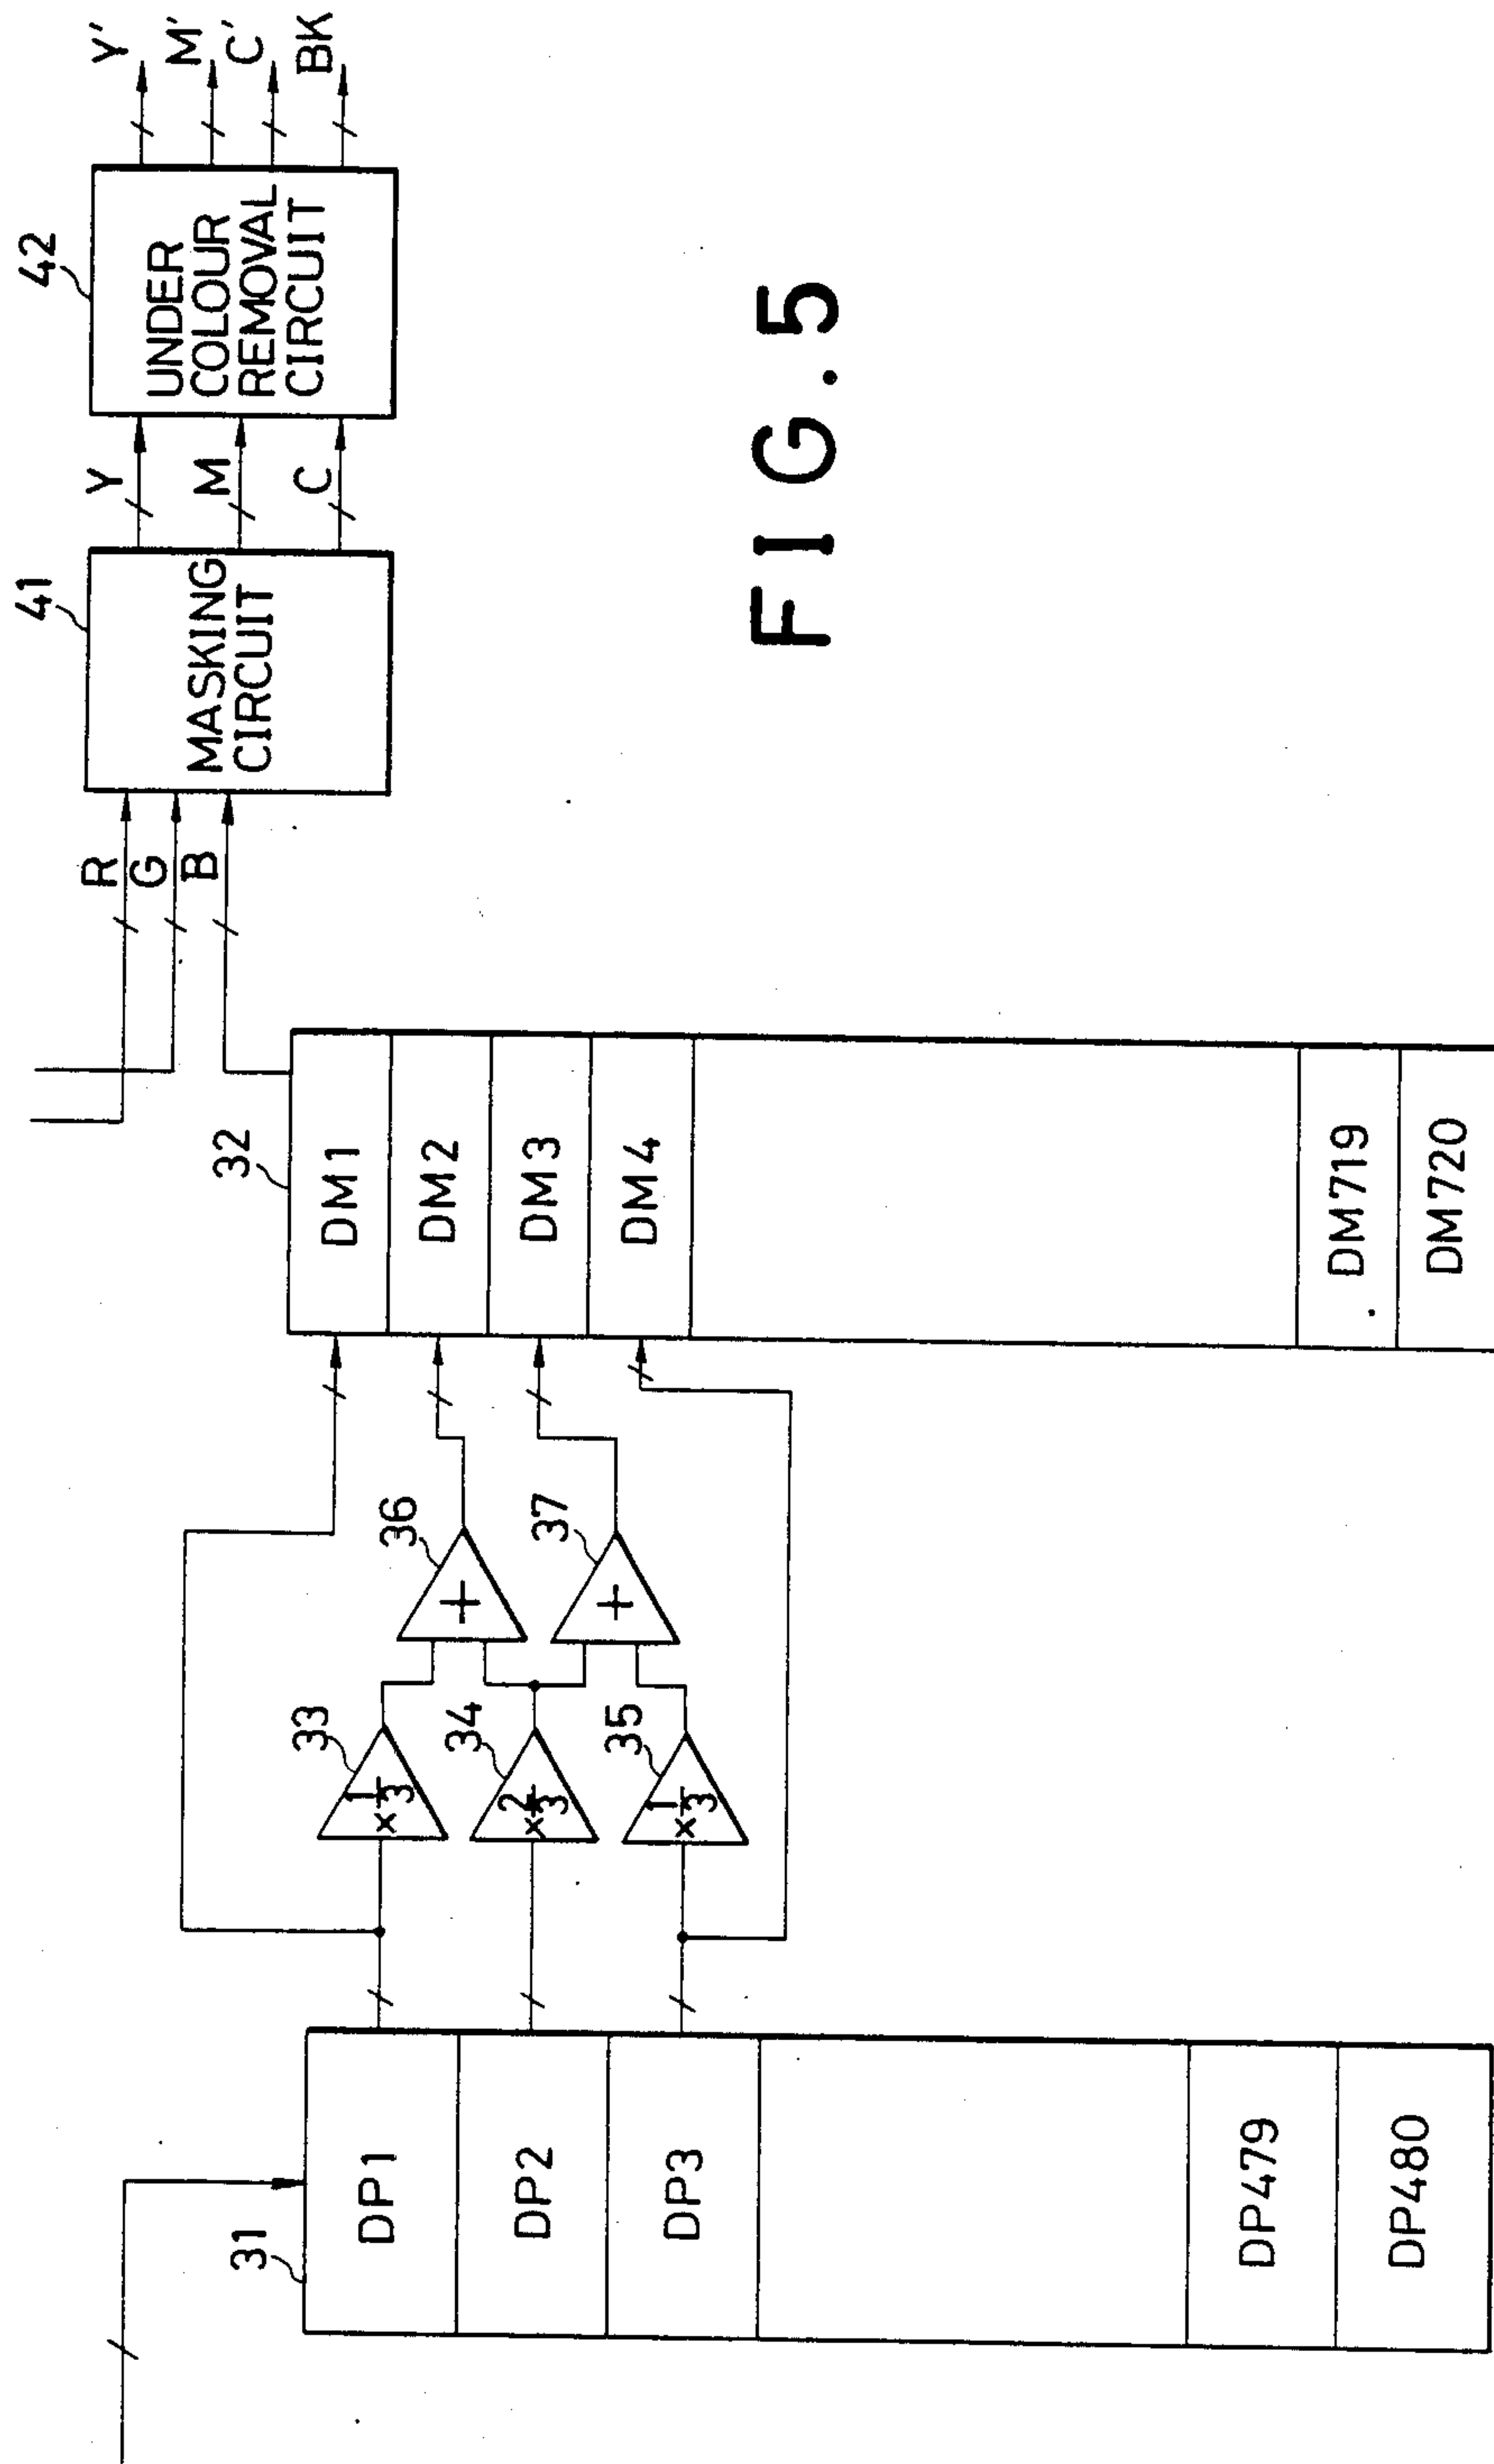 31
DP1
DP2
DP3
DP479
DP480
33
×1/3
34
×2/3
35
×1/3
36
+
37
+
32
DM1
DM2
DM3
DM4
DM719
DM720
R
G
B
41
MASKING
CIRCUIT
Y
M
C
42
UNDER
COLOUR
REMOVAL
CIRCUIT
Y'
M'
C'
BK
FIG.5